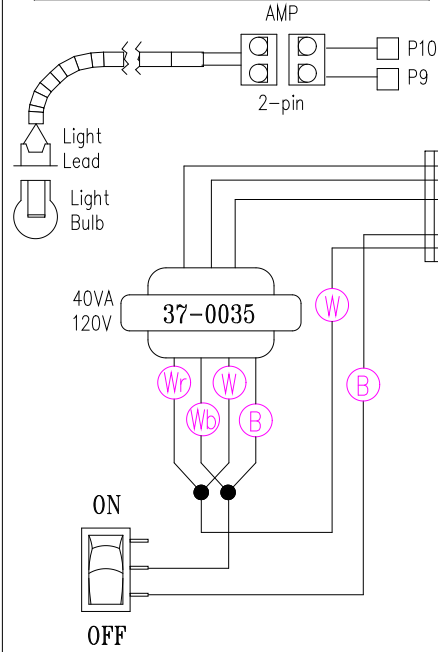 AMP
P10
P9
2-pin
Light
Lead
Light
Bulb
40VA
120V
37-0035
W
Wr
W
B
Wb
B
ON
OFF